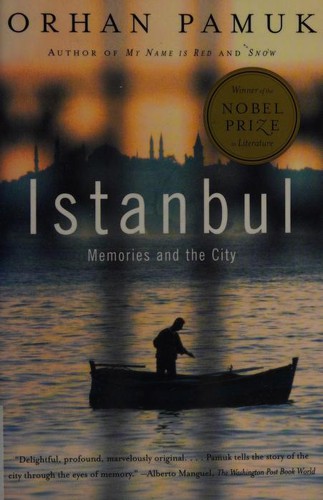 ORHAN PAMUK
AUTHOR OF MY NAME IS RED AND SNOW
Winner of the
NOBEL
PRIZE
in Literature
Istanbul
Memories and the City
"Delightful, profound, marvelously original. . . . Pamuk tells the story of the
city through the eyes of memory." —Alberto Manguel, The Washington Post Book World